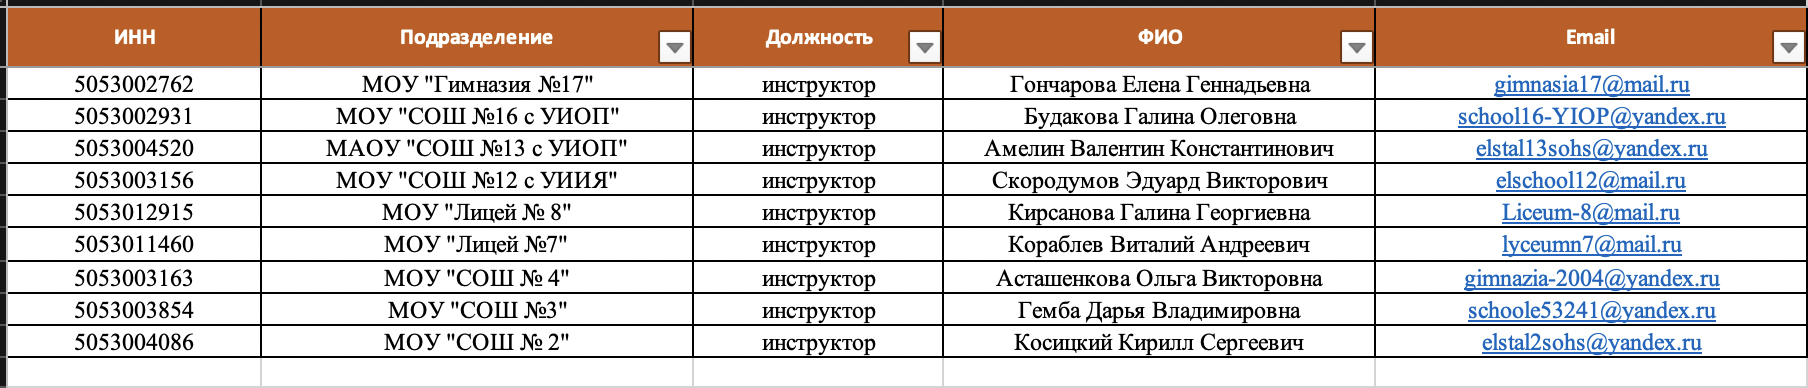 ИНН Подразделение Должность ФИО Email
5053002762 МОУ "Гимназия №17" инструктор Гончарова Елена Геннадьевна gimnasia17@mail.ru
5053002931 МОУ "СОШ №16 с УИОП" инструктор Будакова Галина Олеговна school16-YIOP@yandex.ru
5053004520 МАОУ "СОШ №13 с УИОП" инструктор Амелин Валентин Константинович elstal13sohs@yandex.ru
5053003156 МОУ "СОШ №12 с УИИЯ" инструктор Скородумов Эдуард Викторович elschool12@mail.ru
5053012915 МОУ "Лицей № 8" инструктор Кирсанова Галина Георгиевна Liceum-8@mail.ru
5053011460 МОУ "Лицей №7" инструктор Кораблев Виталий Андреевич lyceumn7@mail.ru
5053003163 МОУ "СОШ № 4" инструктор Асташенкова Ольга Викторовна gimnazia-2004@yandex.ru
5053003854 МОУ "СОШ №3" инструктор Гемба Дарья Владимировна schoole53241@yandex.ru
5053004086 МОУ "СОШ № 2" инструктор Косицкий Кирилл Сергеевич elstal2sohs@yandex.ru